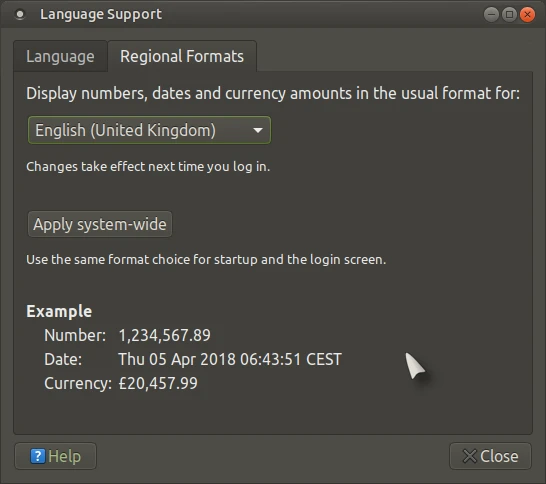 Language Support
Language Regional Formats
Display numbers, dates and currency amounts in the usual format for:
English (United Kingdom)
Changes take effect next time you log in.
Apply system-wide
Use the same format choice for startup and the login screen.
Example
Number: 1,234,567.89
Date: Thu 05 Apr 2018 06:43:51 CEST
Currency: £20,457.99
? Help Close